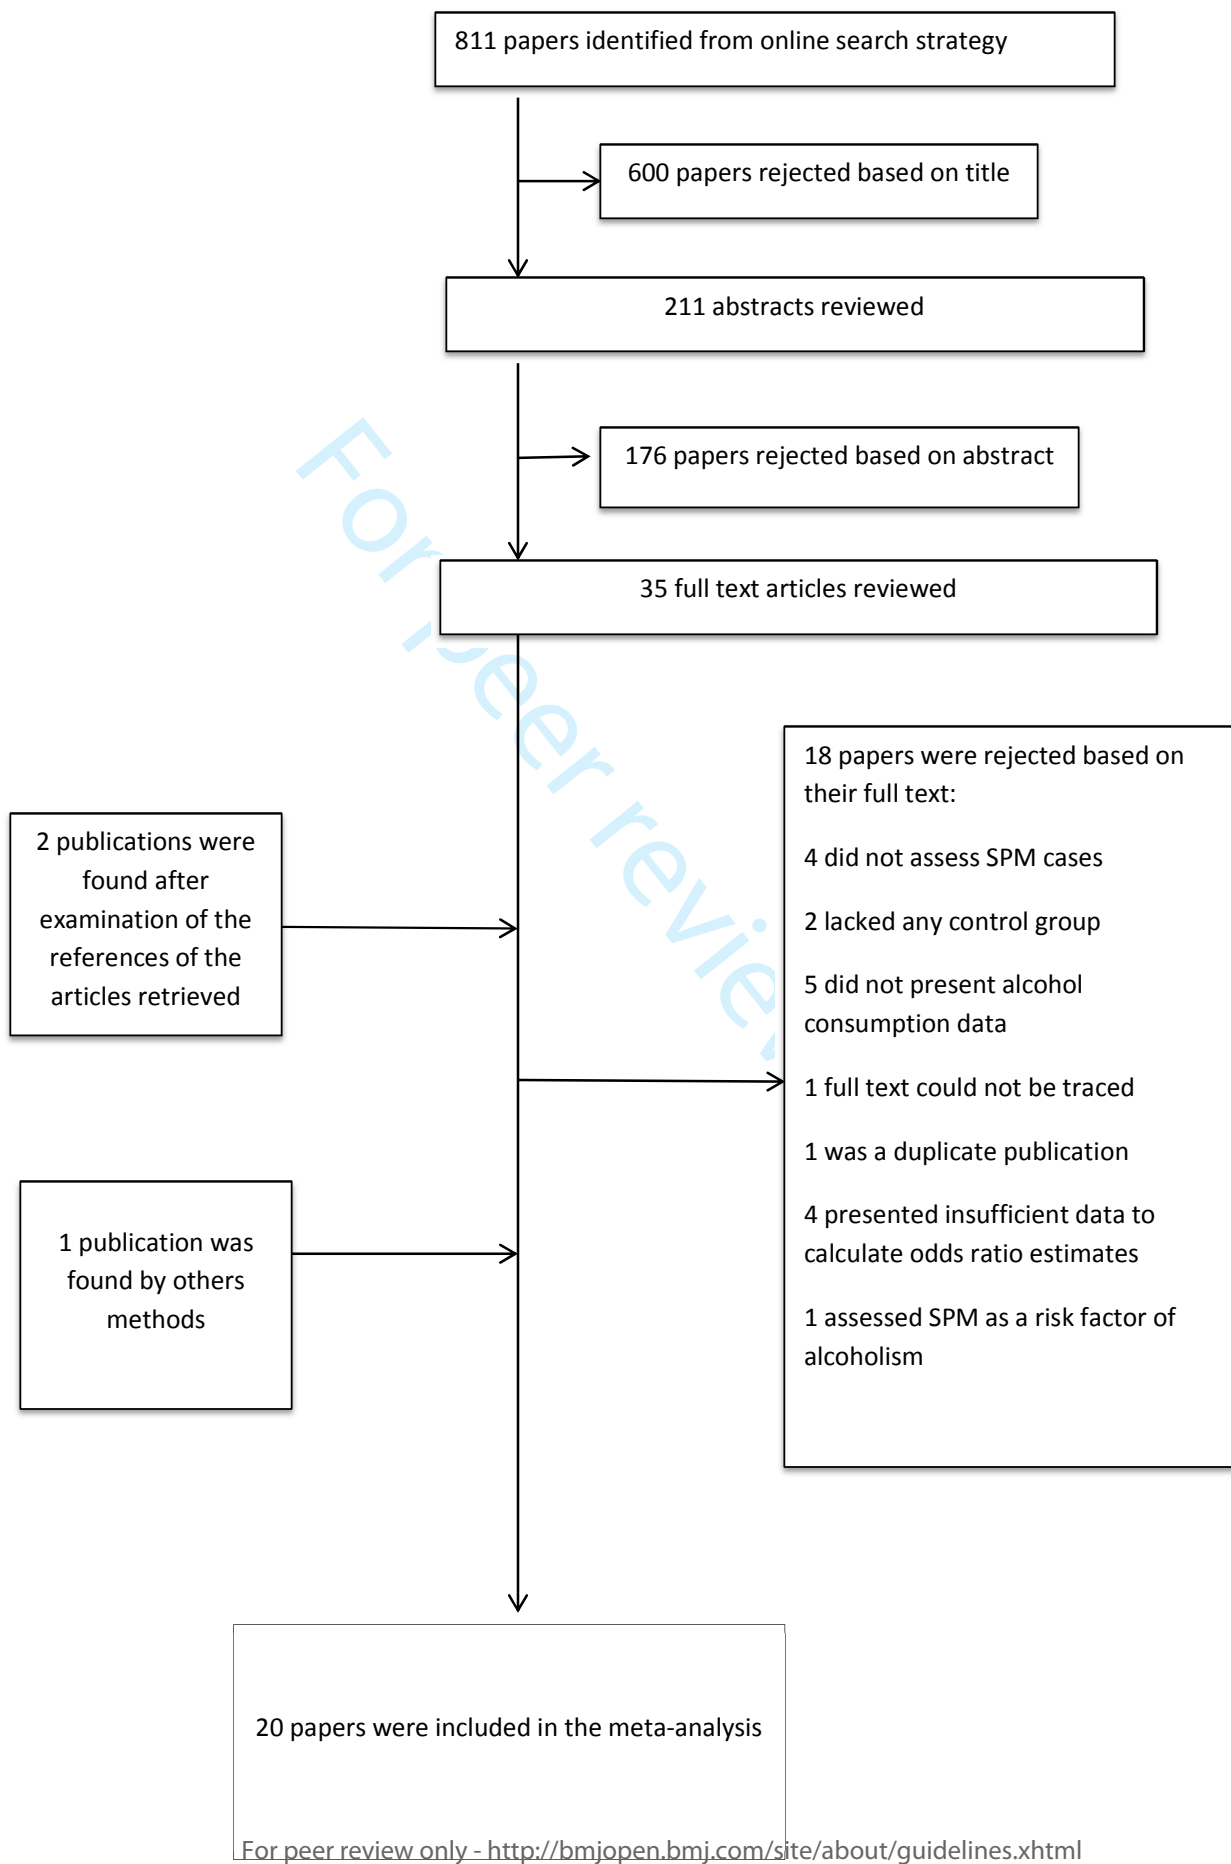 811 papers identified from online search strategy
600 papers rejected based on title
211 abstracts reviewed
176 papers rejected based on abstract
35 full text articles reviewed
18 papers were rejected based on
their full text:
4 did not assess SPM cases
2 lacked any control group
5 did not present alcohol
consumption data
1 full text could not be traced
1 was a duplicate publication
4 presented insufficient data to
calculate odds ratio estimates
1 assessed SPM as a risk factor of
alcoholism
2 publications were
found after
examination of the
references of the
articles retrieved
1 publication was
found by others
methods
20 papers were included in the meta-analysis
For peer review
For peer review only - http://bmjopen.bmj.com/site/about/guidelines.xhtml